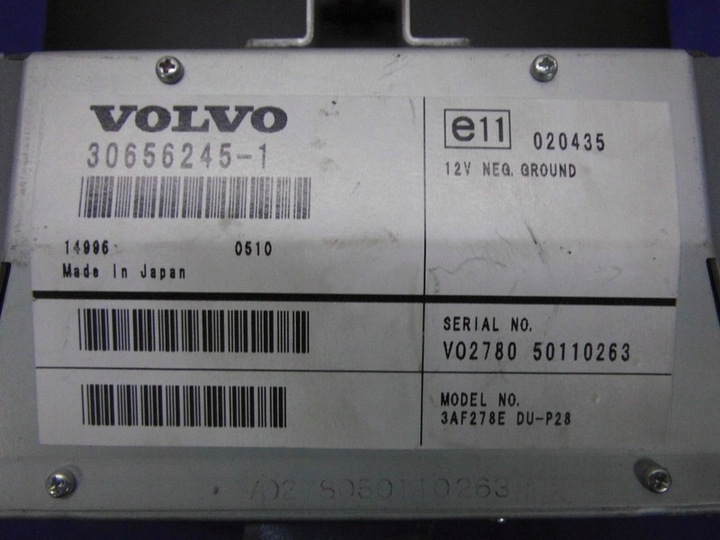 VOLVO
30656245-1
14996 0510
Made in Japan
e11 020435
12V NEG. GROUND
SERIAL NO.
VO2780 50110263
MODEL NO.
3AF278E DU-P28